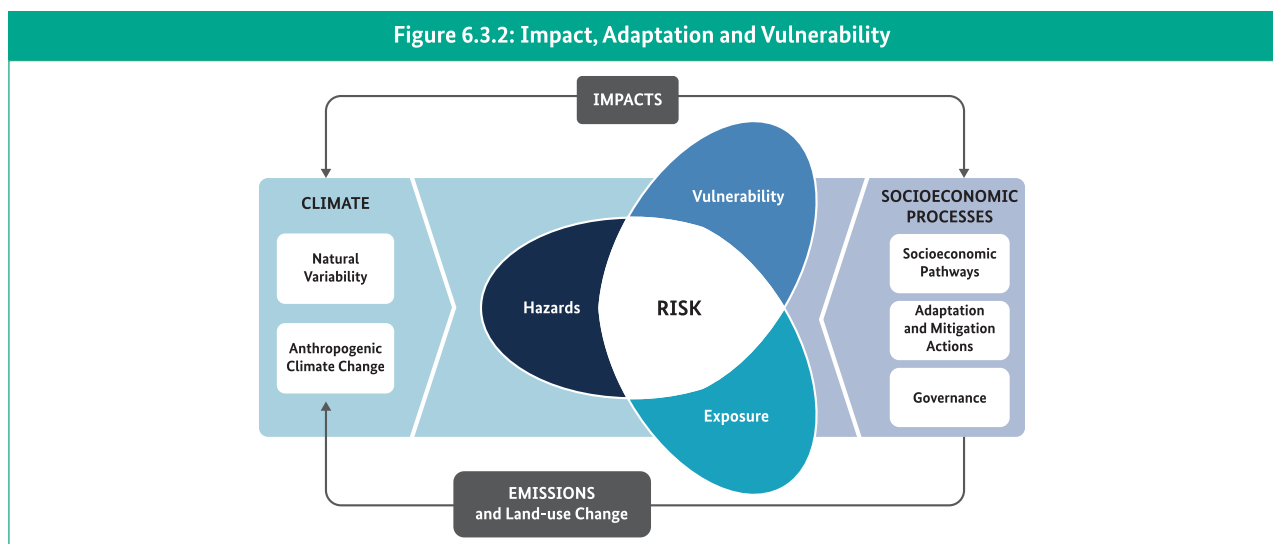 Figure 6.3.2: Impact, Adaptation and Vulnerability
IMPACTS
CLIMATE
Natural
Variability
Anthropogenic
Climate Change
Vulnerability
Hazards
RISK
Exposure
SOCIOECONOMIC
PROCESSES
Socioeconomic
Pathways
Adaptation
and Mitigation
Actions
Governance
EMISSIONS
and Land-use Change